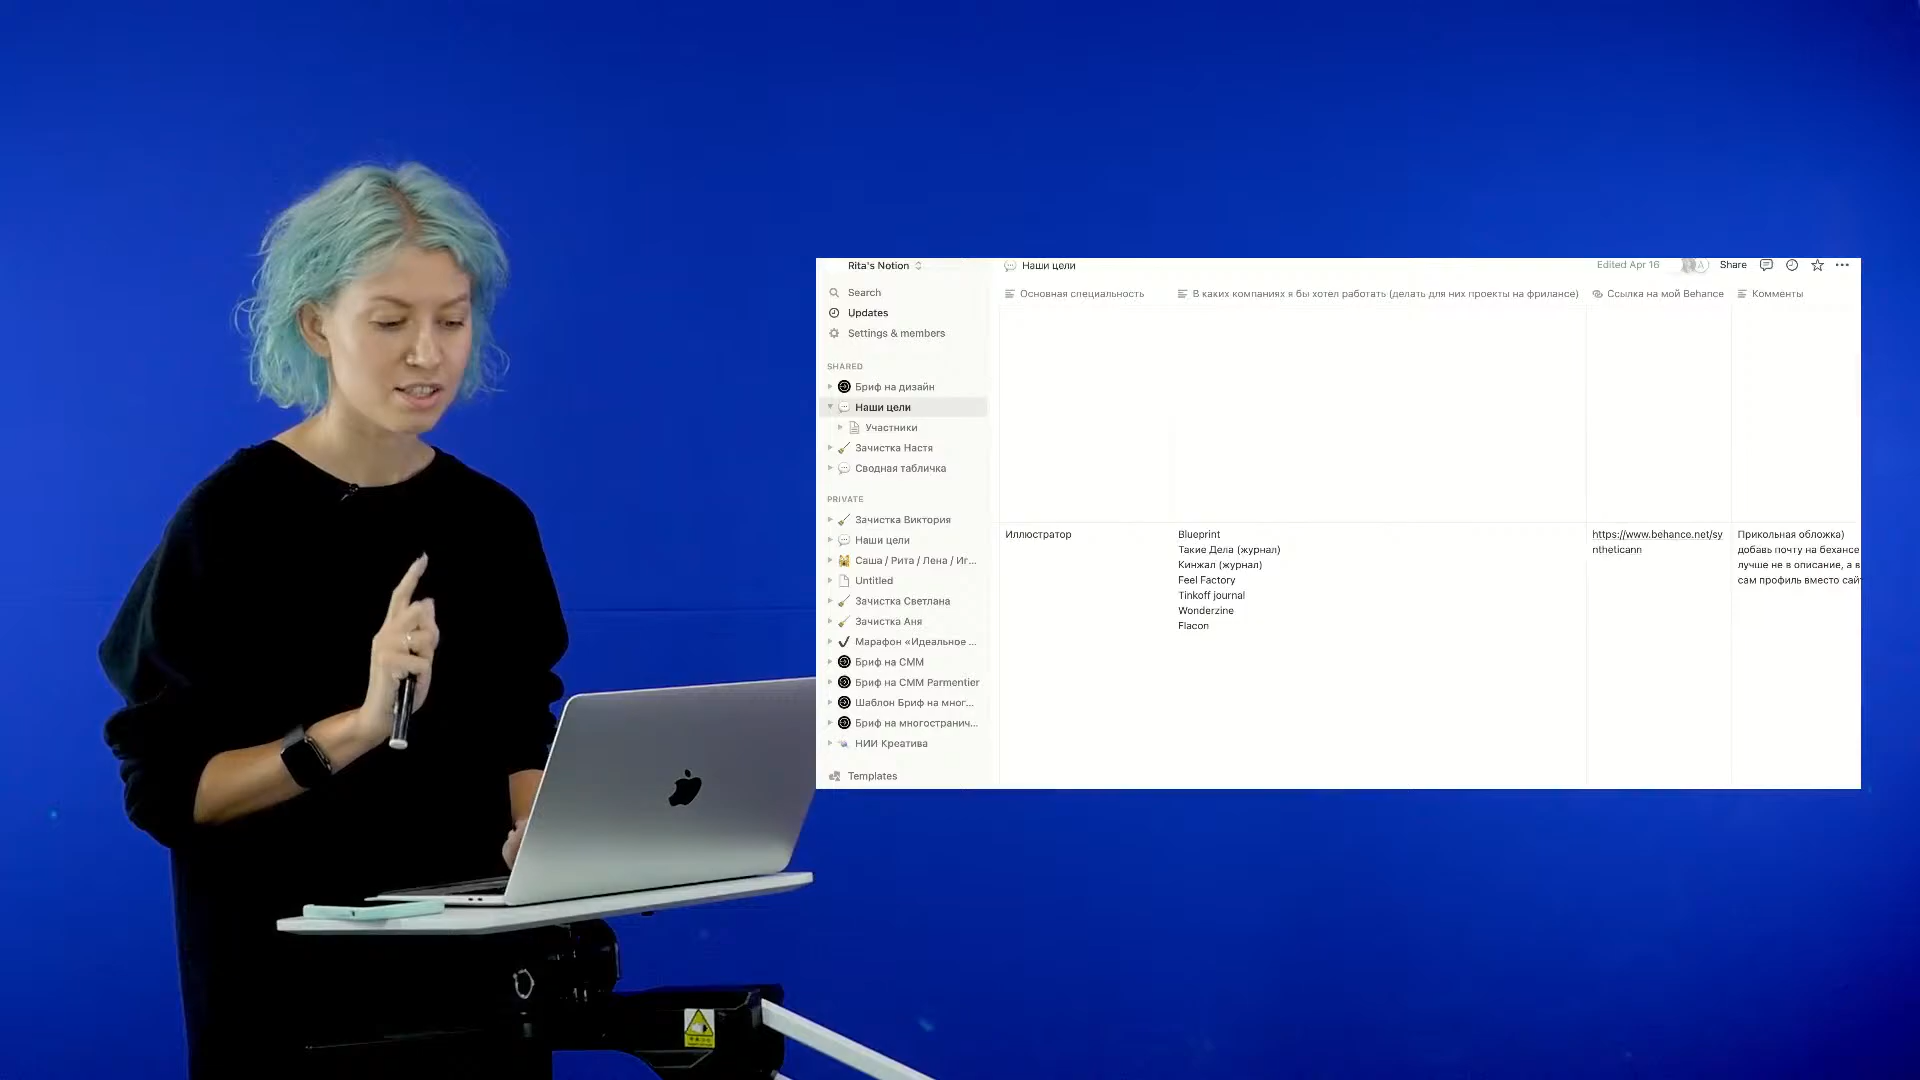 Rita's Notion
Наши цели
Edited Apr 16
Share
Search
Updates
Settings & members
SHARED
Бриф на дизайн
Наши цели
Участники
Зачистка Настя
Сводная табличка
PRIVATE
Зачистка Виктория
Наши цели
Саша / Рита / Лена / Иг...
Untitled
Зачистка Светлана
Зачистка Аня
Марафон «Идеальное ...
Бриф на СММ
Бриф на СММ Parmentier
Шаблон Бриф на мног...
Бриф на многостранич...
НИИ Креатива
Templates
Основная специальность
В каких компаниях я бы хотел работать (делать для них проекты на фрилансе)
Ссылка на мой Behance
Комменты
Иллюстратор
Blueprint
Такие Дела (журнал)
Кинжал (журнал)
Feel Factory
Tinkoff journal
Wonderzine
Flacon
https://www.behance.net/sy
ntheticann
Прикольная обложка)
добавь почту на бехансе
лучше не в описание, а в
сам профиль вместо